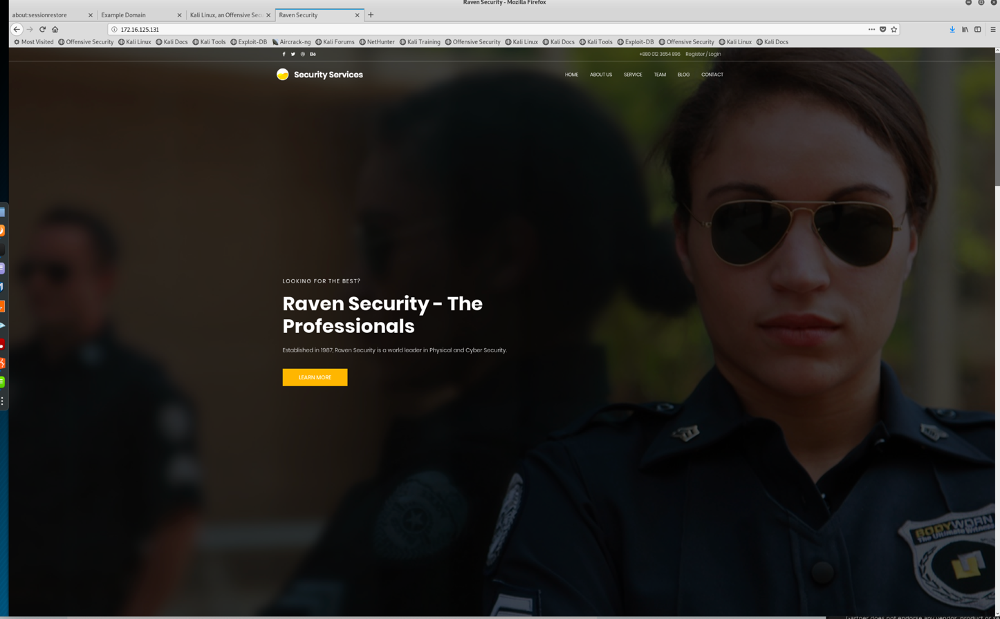 Raven Security - Mozilla Firefox
about:sessionrestore
Example Domain
Kali Linux, an Offensive Secu
Raven Security
172.16.125.131
Most Visited Offensive Security Kali Linux Kali Docs Kali Tools Exploit-DB Aircrack-ng Kali Forums NetHunter Kali Training Offensive Security Kali Linux Kali Docs Kali Tools Exploit-DB Offensive Security Kali Linux Kali Docs
+880 012 3654 896 Register / Login
Security Services
HOME ABOUT US SERVICE TEAM BLOG CONTACT
LOOKING FOR THE BEST?
Raven Security - The
Professionals
Established in 1987, Raven Security is a world leader in Physical and Cyber Security.
LEARN MORE
BODYWORN
The Ultimate Witness
Gartner does not endorse any vendor, product or